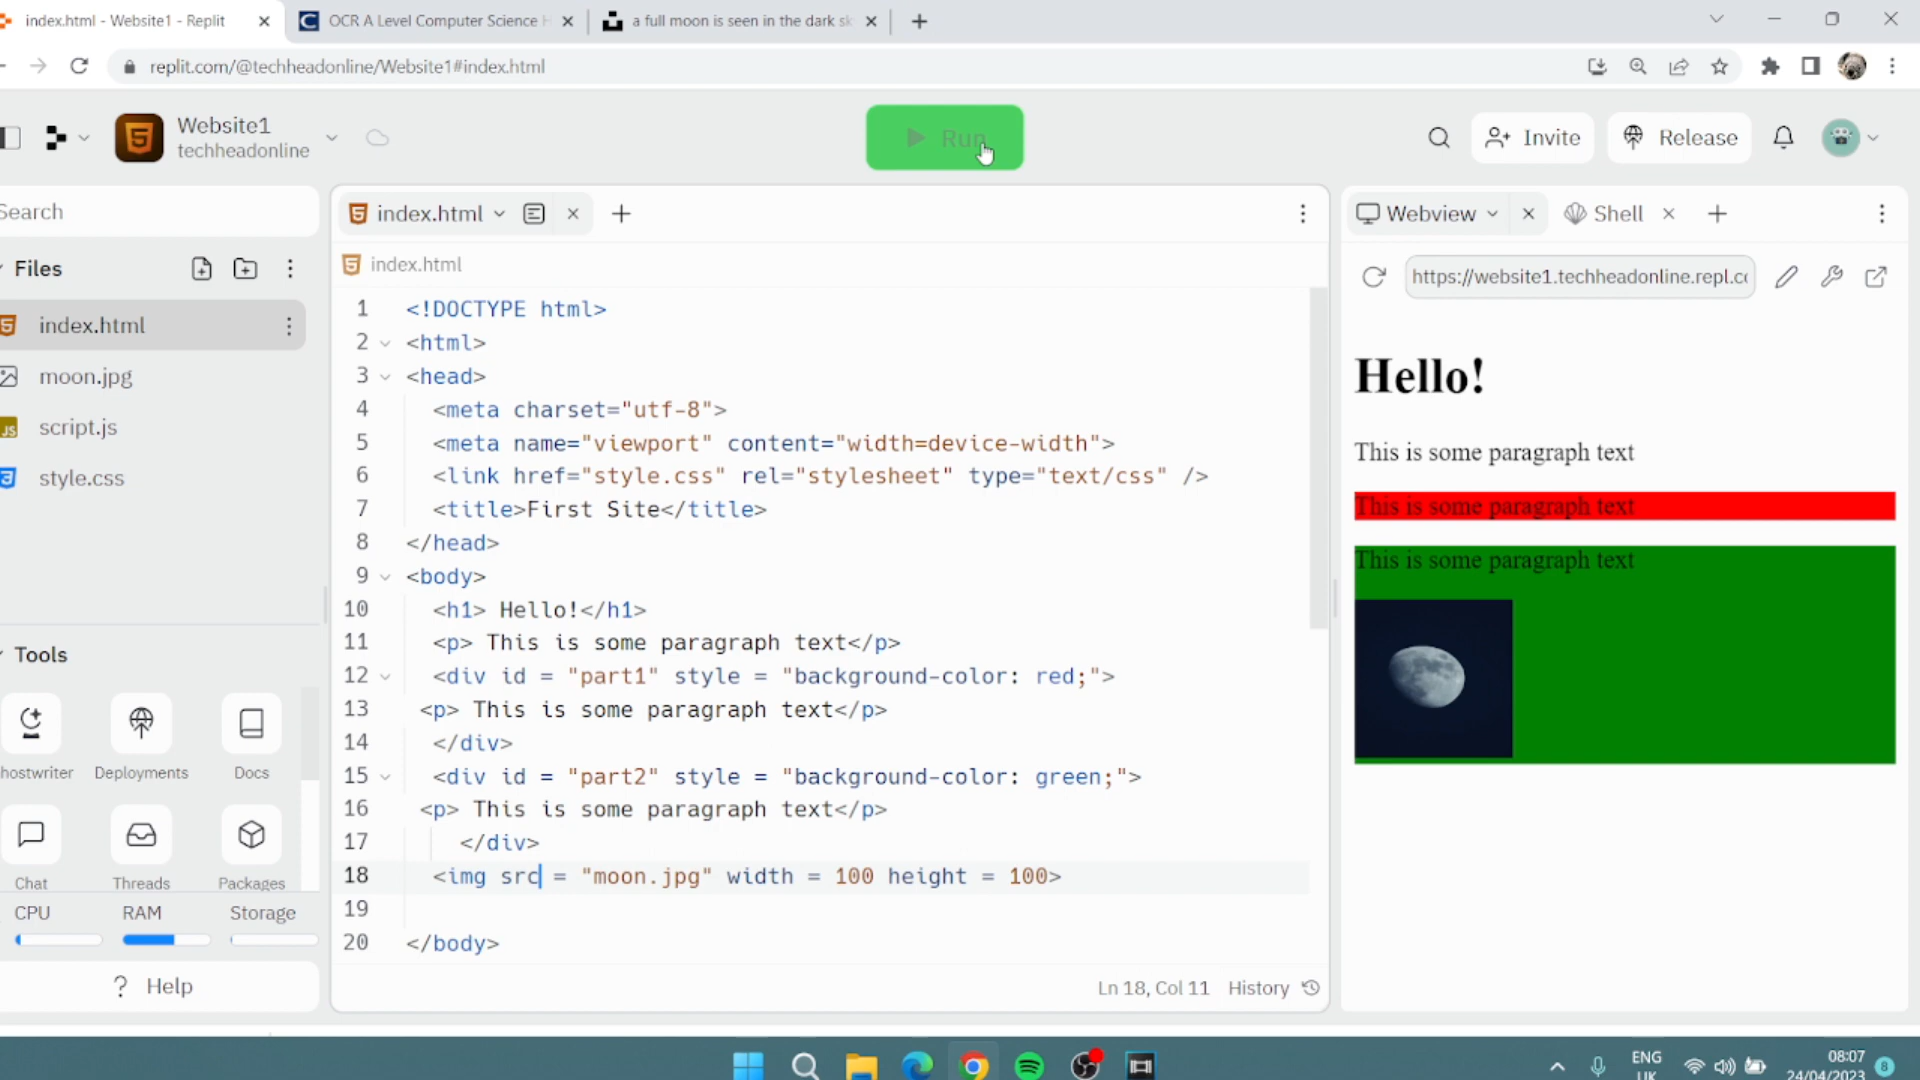 index.html - Website1 - Replit
OCR A Level Computer Science H
a full moon is seen in the dark sk
replit.com/@techheadonline/Website1#index.html
Website1
techheadonline
Run
Invite
Release
Search
index.html
Webview
Shell
Files
index.html
https://website1.techheadonline.repl.co
index.html
moon.jpg
script.js
style.css
1 <!DOCTYPE html>
2 <html>
3 <head>
4 <meta charset="utf-8">
5 <meta name="viewport" content="width=device-width">
6 <link href="style.css" rel="stylesheet" type="text/css" />
7 <title>First Site</title>
8 </head>
9 <body>
10 <h1> Hello!</h1>
11 <p> This is some paragraph text</p>
12 <div id = "part1" style = "background-color: red;">
13 <p> This is some paragraph text</p>
14 </div>
15 <div id = "part2" style = "background-color: green;">
16 <p> This is some paragraph text</p>
17 </div>
18 <img src = "moon.jpg" width = 100 height = 100>
19
20 </body>
Hello!
This is some paragraph text
This is some paragraph text
This is some paragraph text
Tools
hostwriter
Deployments
Docs
Chat
Threads
Packages
CPU
RAM
Storage
? Help
Ln 18, Col 11
History
ENG
UK
08:07
24/04/2023
8